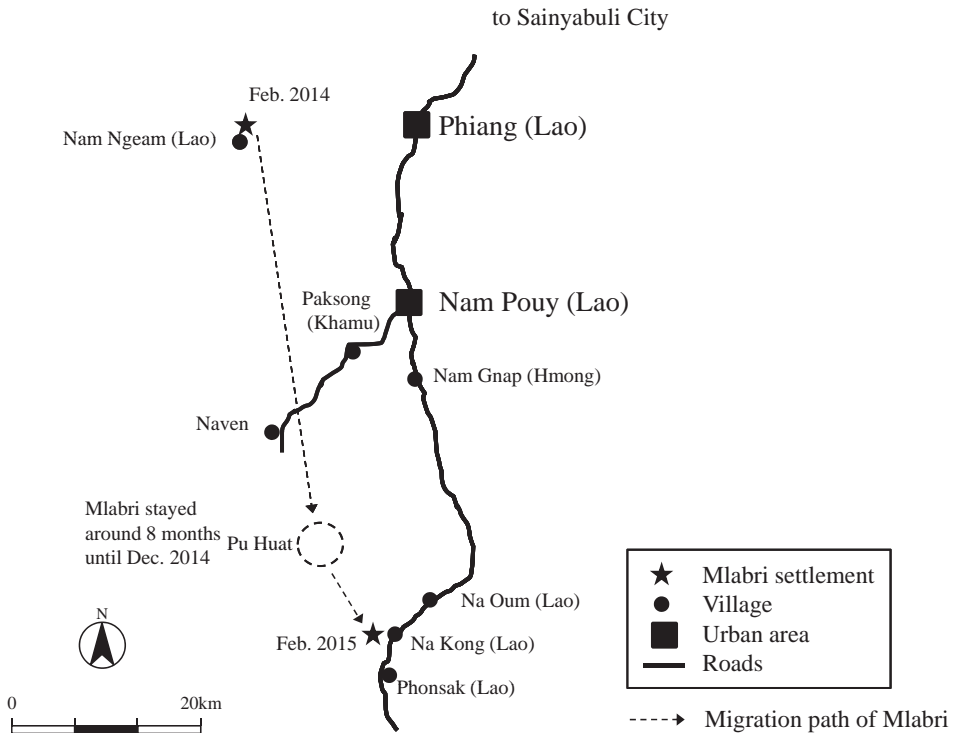 to Sainyabuli City
Feb. 2014
Nam Ngeam (Lao)
Phiang (Lao)
Paksong
(Khamu)
Nam Pouy (Lao)
Nam Gnap (Hmong)
Naven
Mlabri stayed
around 8 months
until Dec. 2014
Pu Huat
Na Oum (Lao)
Feb. 2015
Na Kong (Lao)
Phonsak (Lao)
N
0 20km
Mlabri settlement
Village
Urban area
Roads
Migration path of Mlabri